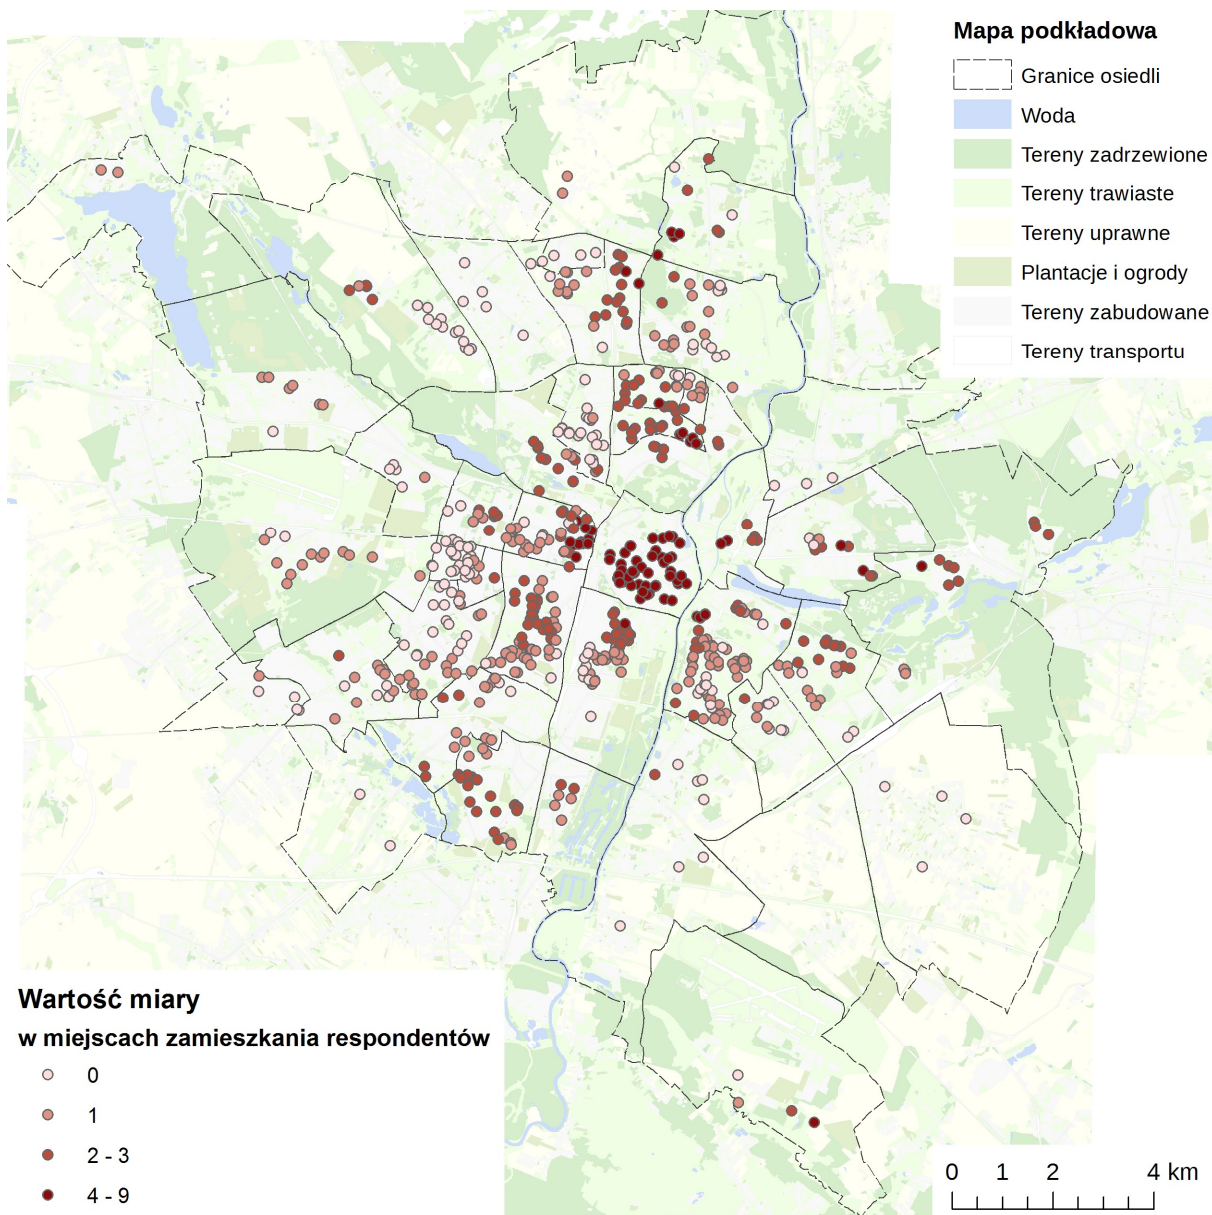 Mapa podkładowa
Granice osiedli
Woda
Tereny zadrzewione
Tereny trawiaste
Tereny uprawne
Plantacje i ogrody
Tereny zabudowane
Tereny transportu
Wartość miary
w miejscach zamieszkania respondentów
0
1
2 - 3
4 - 9
0 1 2 4 km